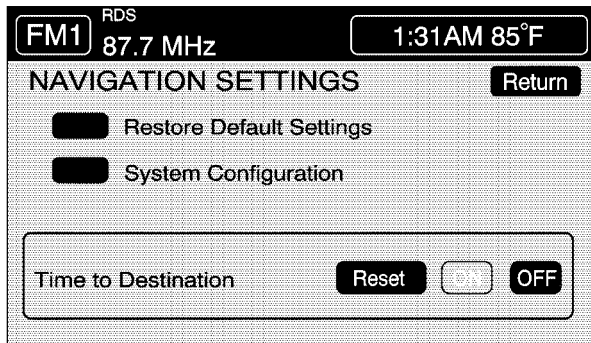 FM1 RDS 87.7 MHz 1:31AM 85°F
NAVIGATION SETTINGS Return
Restore Default Settings
System Configuration
Time to Destination Reset ON OFF